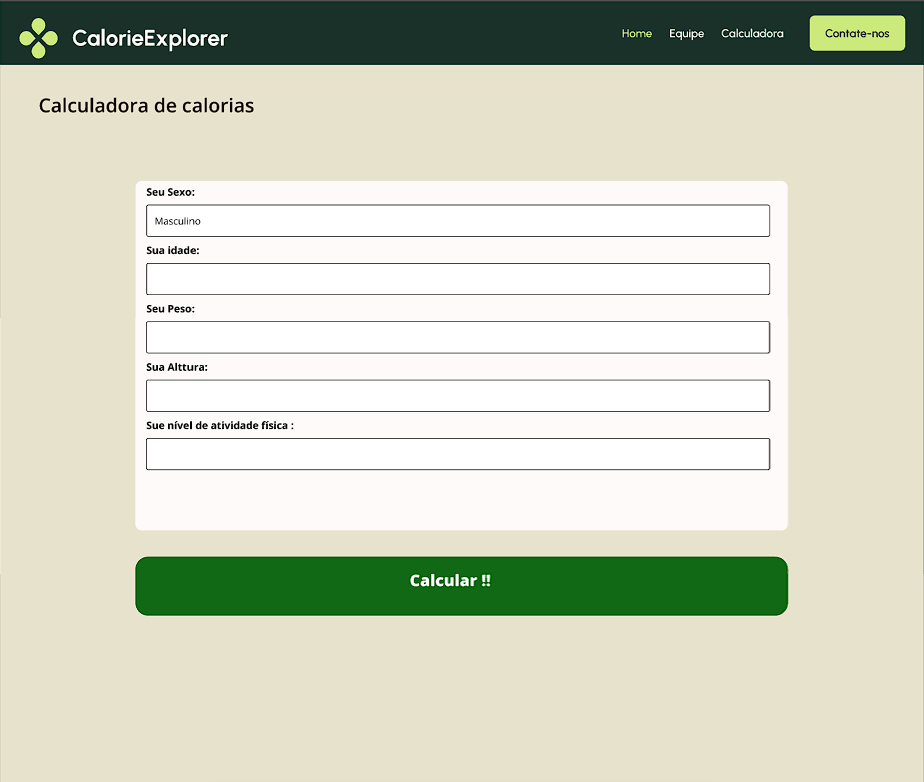 CalorieExplorer
Home Equipe Calculadora Contate-nos
Calculadora de calorias
Seu Sexo:
Masculino
Sua idade:
Seu Peso:
Sua Alttura:
Sue nível de atividade física :
Calcular !!